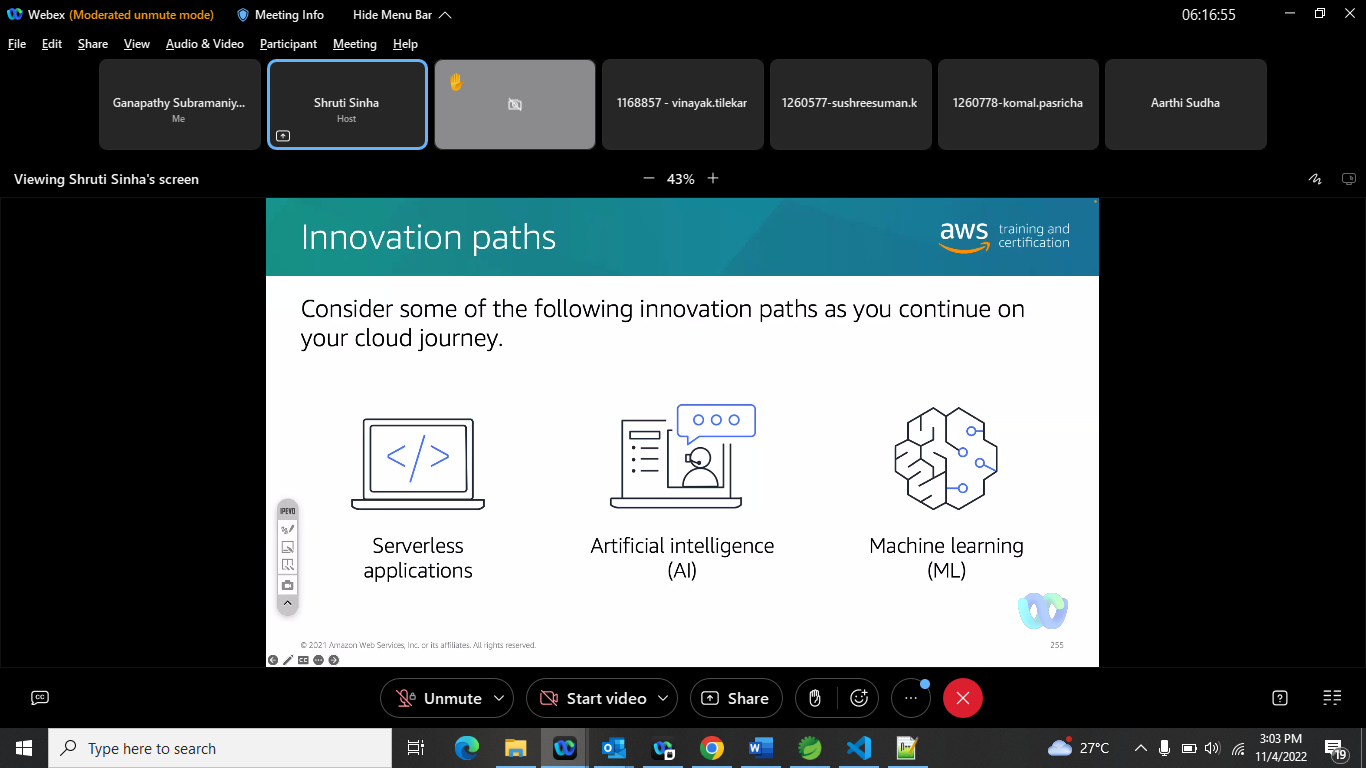 Webex (Moderated unmute mode) Meeting Info Hide Menu Bar 06:16:55
File Edit Share View Audio & Video Participant Meeting Help
Ganapathy Subramaniy...
Me
Shruti Sinha
Host
1168857 - vinayak.tilekar
1260577-sushreesuman.k
1260778-komal.pasricha
Aarthi Sudha
Viewing Shruti Sinha's screen 43%
Innovation paths
aws training and
certification
Consider some of the following innovation paths as you continue on
your cloud journey.
IPEVO
Serverless
applications
Artificial intelligence
(AI)
Machine learning
(ML)
© 2021 Amazon Web Services, Inc. or its affiliates. All rights reserved. 255
CC
CC Unmute Start video Share
Type here to search
27°C
3:03 PM
11/4/2022
19